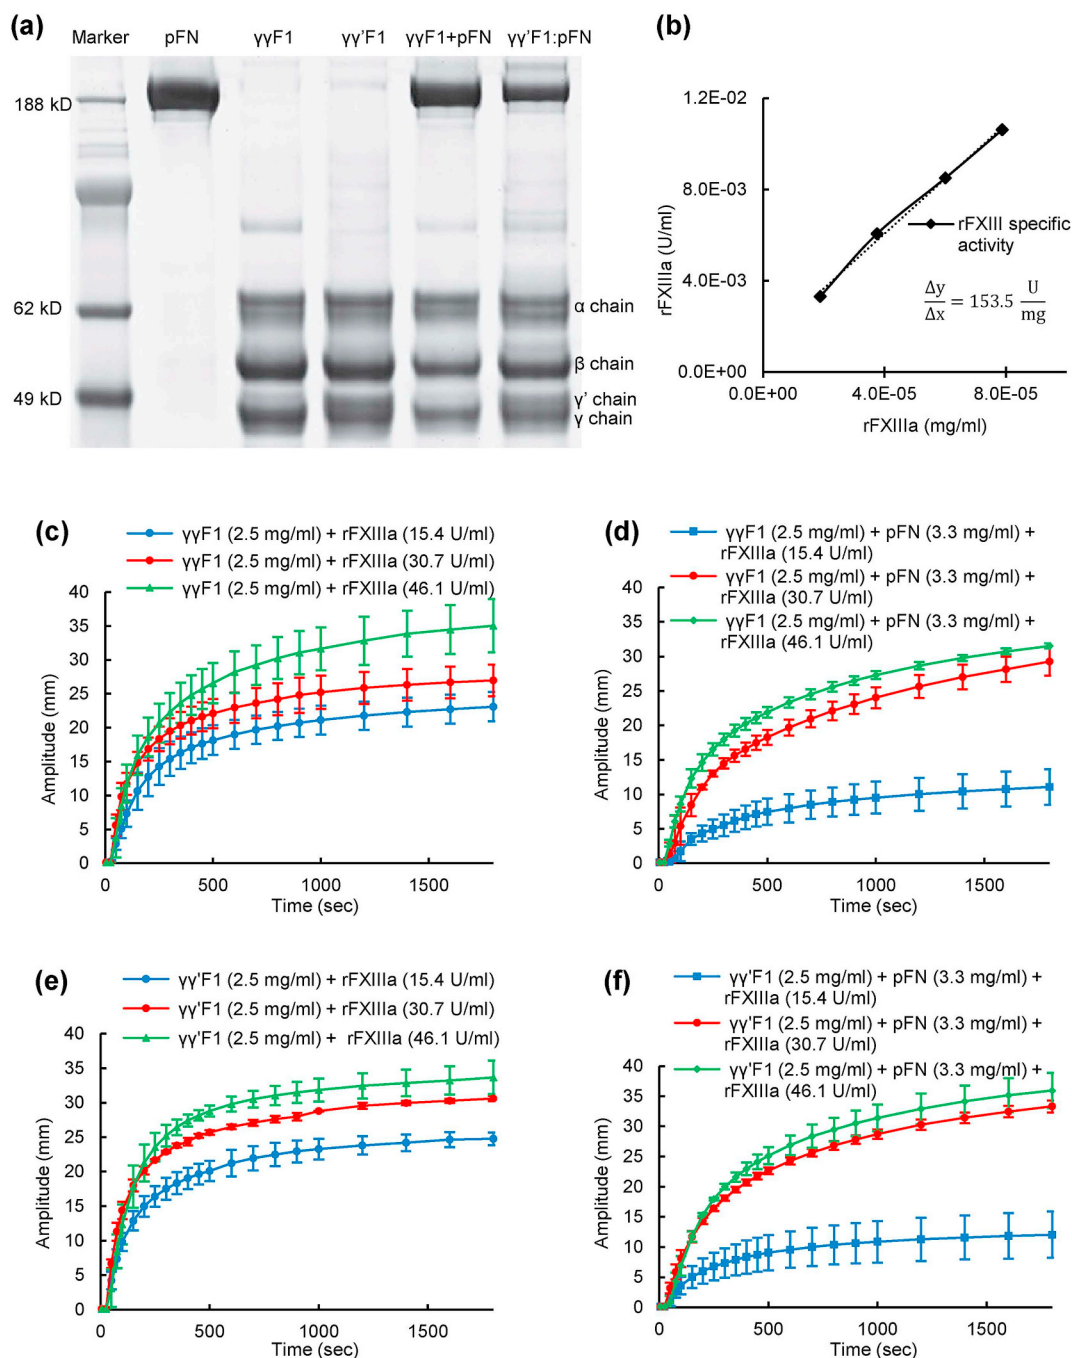 (a)
Marker pFN γγF1 γγ'F1 γγF1+pFN γγ'F1:pFN
188 kD
62 kD
49 kD
α chain
β chain
γ' chain
γ chain
(b)
1.2E-02
8.0E-03
4.0E-03
0.0E+00
rFXIIIa (U/ml)
rFXIII specific
activity
Δy/Δx = 153.5 U/mg
0.0E+00 4.0E-05 8.0E-05
rFXIIIa (mg/ml)
(c)
γγF1 (2.5 mg/ml) + rFXIIIa (15.4 U/ml)
γγF1 (2.5 mg/ml) + rFXIIIa (30.7 U/ml)
γγF1 (2.5 mg/ml) + rFXIIIa (46.1 U/ml)
40
35
30
25
20
15
10
5
0
Amplitude (mm)
0 500 1000 1500
Time (sec)
(d)
γγF1 (2.5 mg/ml) + pFN (3.3 mg/ml) +
rFXIIIa (15.4 U/ml)
γγF1 (2.5 mg/ml) + pFN (3.3 mg/ml) +
rFXIIIa (30.7 U/ml)
γγF1 (2.5 mg/ml) + pFN (3.3 mg/ml) +
rFXIIIa (46.1 U/ml)
40
35
30
25
20
15
10
5
0
Amplitude (mm)
0 500 1000 1500
Time (sec)
(e)
γγ'F1 (2.5 mg/ml) + rFXIIIa (15.4 U/ml)
γγ'F1 (2.5 mg/ml) + rFXIIIa (30.7 U/ml)
γγ'F1 (2.5 mg/ml) + rFXIIIa (46.1 U/ml)
40
35
30
25
20
15
10
5
0
Amplitude (mm)
0 500 1000 1500
Time (sec)
(f)
γγ'F1 (2.5 mg/ml) + pFN (3.3 mg/ml) +
rFXIIIa (15.4 U/ml)
γγ'F1 (2.5 mg/ml) + pFN (3.3 mg/ml) +
rFXIIIa (30.7 U/ml)
γγ'F1 (2.5 mg/ml) + pFN (3.3 mg/ml) +
rFXIIIa (46.1 U/ml)
40
35
30
25
20
15
10
5
0
Amplitude (mm)
0 500 1000 1500
Time (sec)